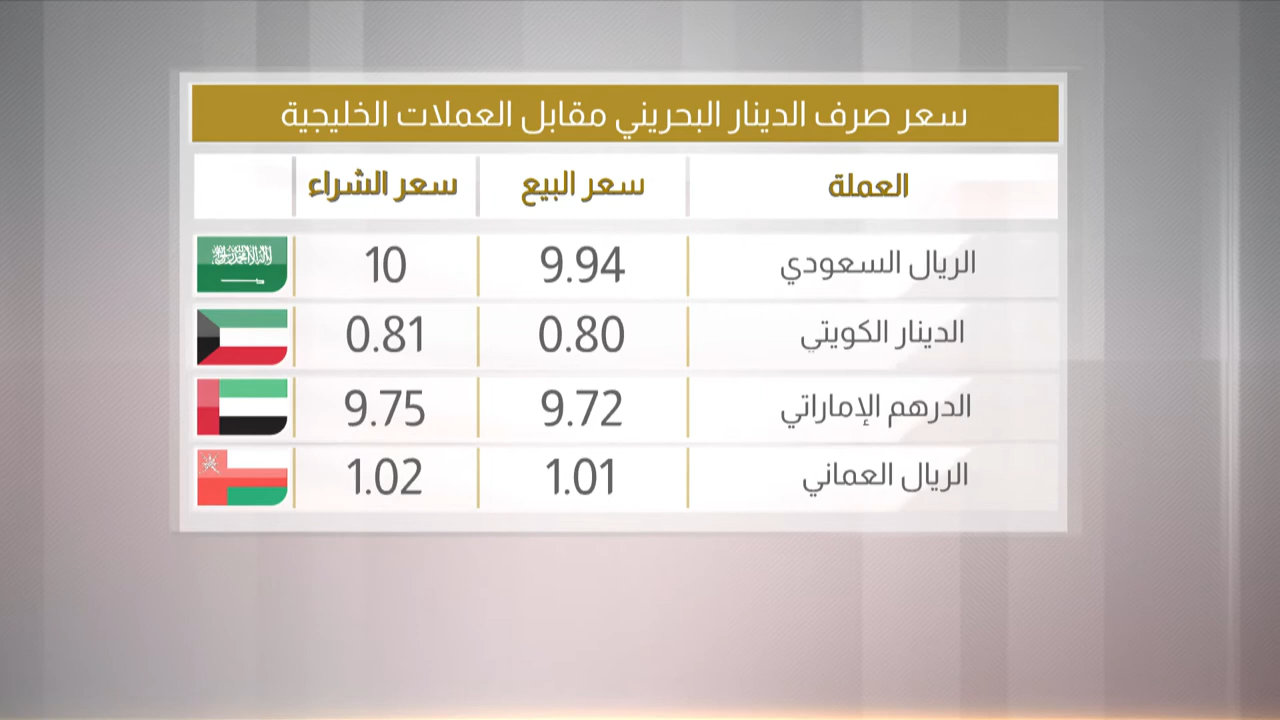 سعر صرف الدينار البحريني مقابل العملات الخليجية
العملة سعر البيع سعر الشراء
الريال السعودي 9.94 10
الدينار الكويتي 0.80 0.81
الدرهم الإماراتي 9.72 9.75
الريال العماني 1.01 1.02